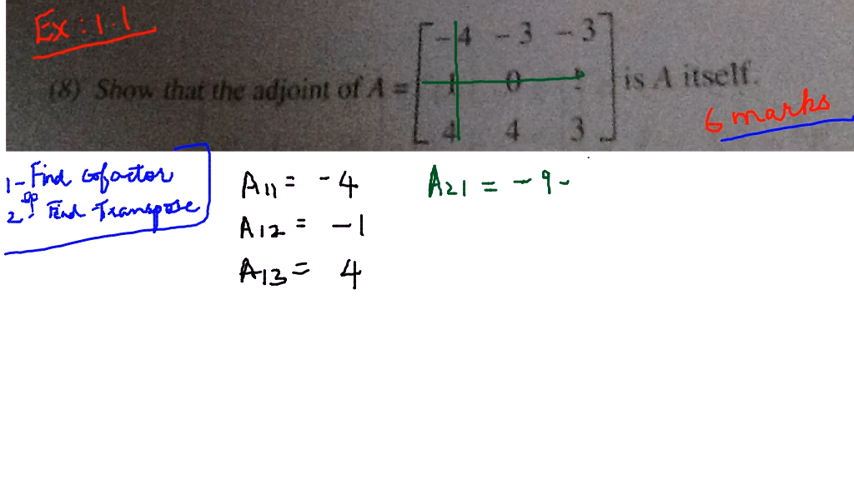 Ex: 1.1
(8) Show that the adjoint of A = [ -4 -3 -3
1 0 1
4 4 3 ] is A itself.
6 marks
1- Find cofactor
2- Find Transpose
A11 = -4
A12 = -1
A13 = 4
A21 = -9-